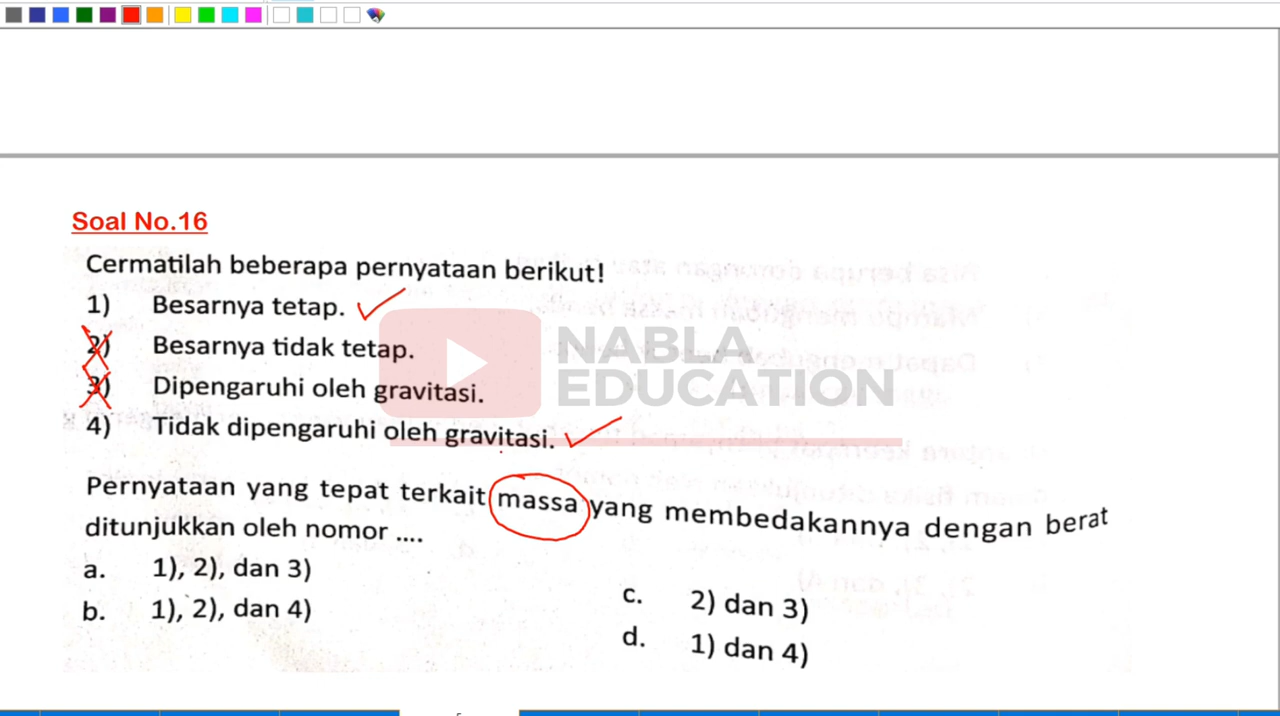 Soal No.16
Cermatilah beberapa pernyataan berikut!
1) Besarnya tetap.
2) Besarnya tidak tetap.
3) Dipengaruhi oleh gravitasi.
4) Tidak dipengaruhi oleh gravitasi.
NABLA
EDUCATION
Pernyataan yang tepat terkait massa yang membedakannya dengan berat
ditunjukkan oleh nomor ....
a. 1), 2), dan 3)
b. 1), 2), dan 4)
c. 2) dan 3)
d. 1) dan 4)